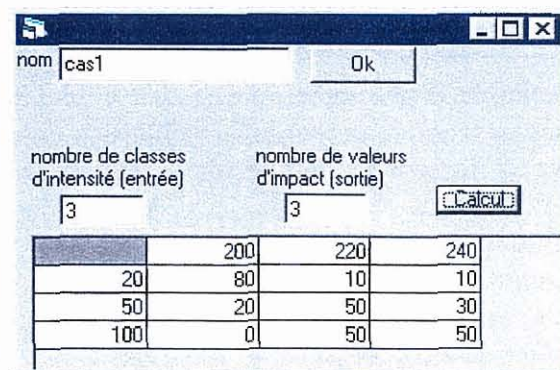 nom cas1 Ok
nombre de classes d'intensité (entrée)
3
nombre de valeurs d'impact (sortie)
3
Calcul
200 220 240
20 80 10 10
50 20 50 30
100 0 50 50